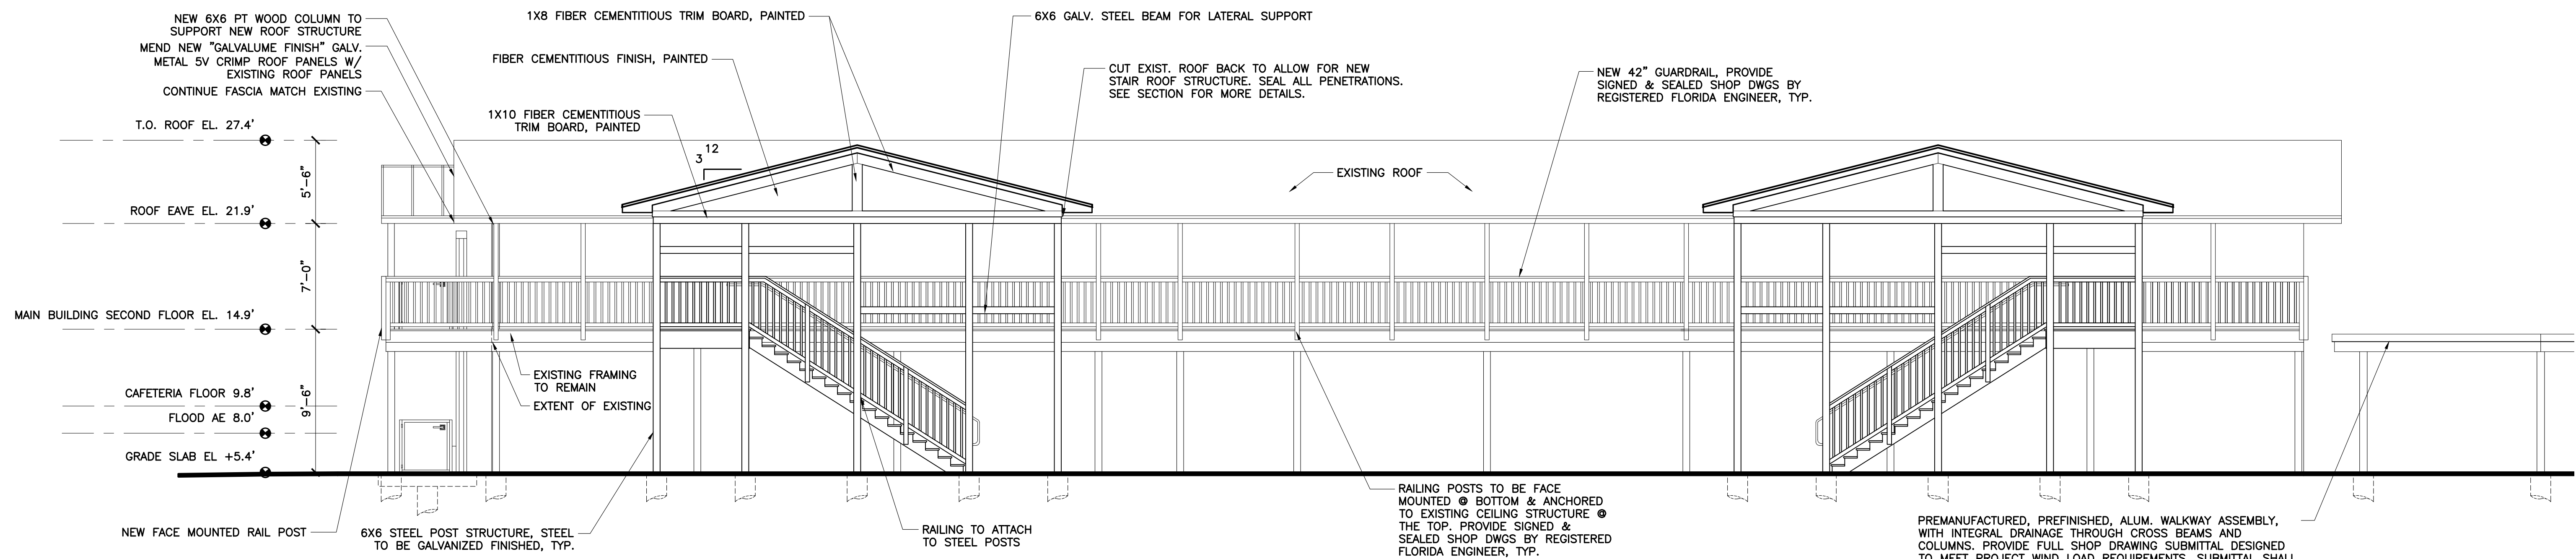 NEW 6X6 PT WOOD COLUMN TO
SUPPORT NEW ROOF STRUCTURE
MEND NEW "GALVALUME FINISH" GALV.
METAL 5V CRIMP ROOF PANELS W/
EXISTING ROOF PANELS
CONTINUE FASCIA MATCH EXISTING
1X8 FIBER CEMENTITIOUS TRIM BOARD, PAINTED
FIBER CEMENTITIOUS FINISH, PAINTED
1X10 FIBER CEMENTITIOUS
TRIM BOARD, PAINTED
6X6 GALV. STEEL BEAM FOR LATERAL SUPPORT
CUT EXIST. ROOF BACK TO ALLOW FOR NEW
STAIR ROOF STRUCTURE. SEAL ALL PENETRATIONS.
SEE SECTION FOR MORE DETAILS.
NEW 42" GUARDRAIL, PROVIDE
SIGNED & SEALED SHOP DWGS BY
REGISTERED FLORIDA ENGINEER, TYP.
T.O. ROOF EL. 27.4'
12
3
5'-6"
EXISTING ROOF
ROOF EAVE EL. 21.9'
7'-0"
MAIN BUILDING SECOND FLOOR EL. 14.9'
EXISTING FRAMING
TO REMAIN
EXTENT OF EXISTING
CAFETERIA FLOOR 9.8'
9'-6"
FLOOD AE 8.0'
GRADE SLAB EL +5.4'
NEW FACE MOUNTED RAIL POST
6X6 STEEL POST STRUCTURE, STEEL
TO BE GALVANIZED FINISHED, TYP.
RAILING TO ATTACH
TO STEEL POSTS
RAILING POSTS TO BE FACE
MOUNTED @ BOTTOM & ANCHORED
TO EXISTING CEILING STRUCTURE @
THE TOP. PROVIDE SIGNED &
SEALED SHOP DWGS BY REGISTERED
FLORIDA ENGINEER, TYP.
PREMANUFACTURED, PREFINISHED, ALUM. WALKWAY ASSEMBLY,
WITH INTEGRAL DRAINAGE THROUGH CROSS BEAMS AND
COLUMNS. PROVIDE FULL SHOP DRAWING SUBMITTAL DESIGNED
TO MEET PROJECT WIND LOAD REQUIREMENTS. SUBMITTAL SHALL